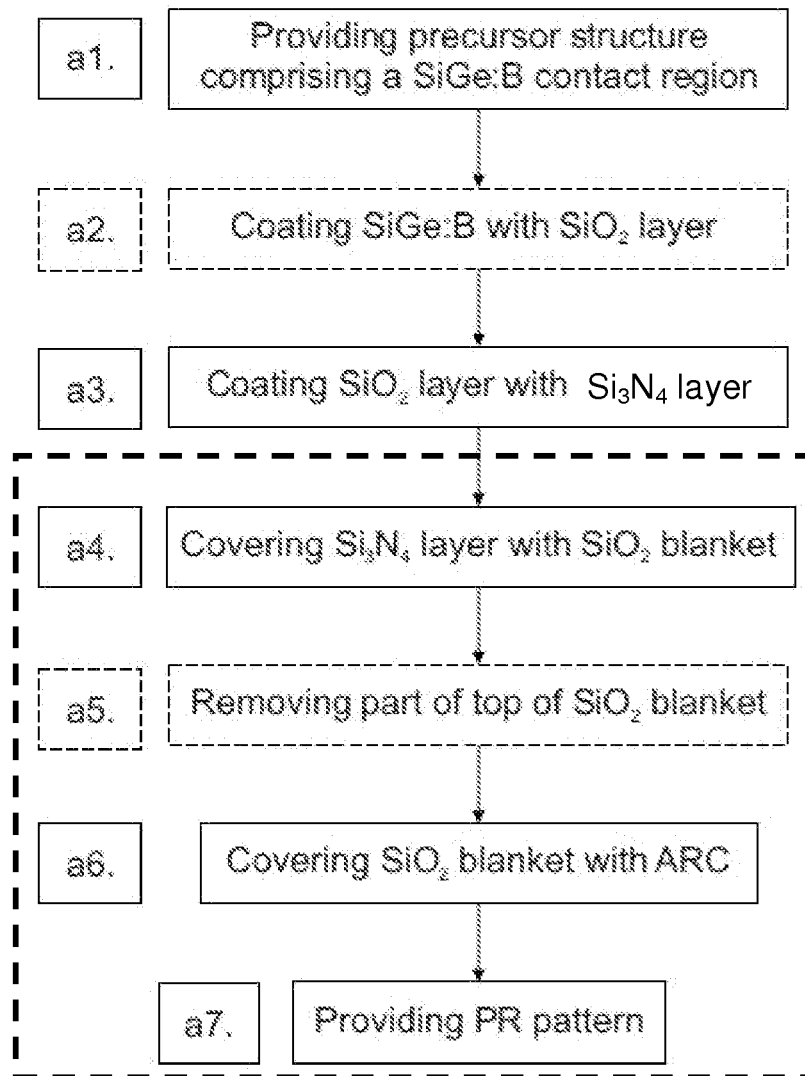 a1.
Providing precursor structure
comprising a SiGe:B contact region
a2.
Coating SiGe:B with SiO₂ layer
a3.
Coating SiO₂ layer with Si₃N₄ layer
a4.
Covering Si₃N₄ layer with SiO₂ blanket
a5.
Removing part of top of SiO₂ blanket
a6.
Covering SiO₂ blanket with ARC
a7.
Providing PR pattern